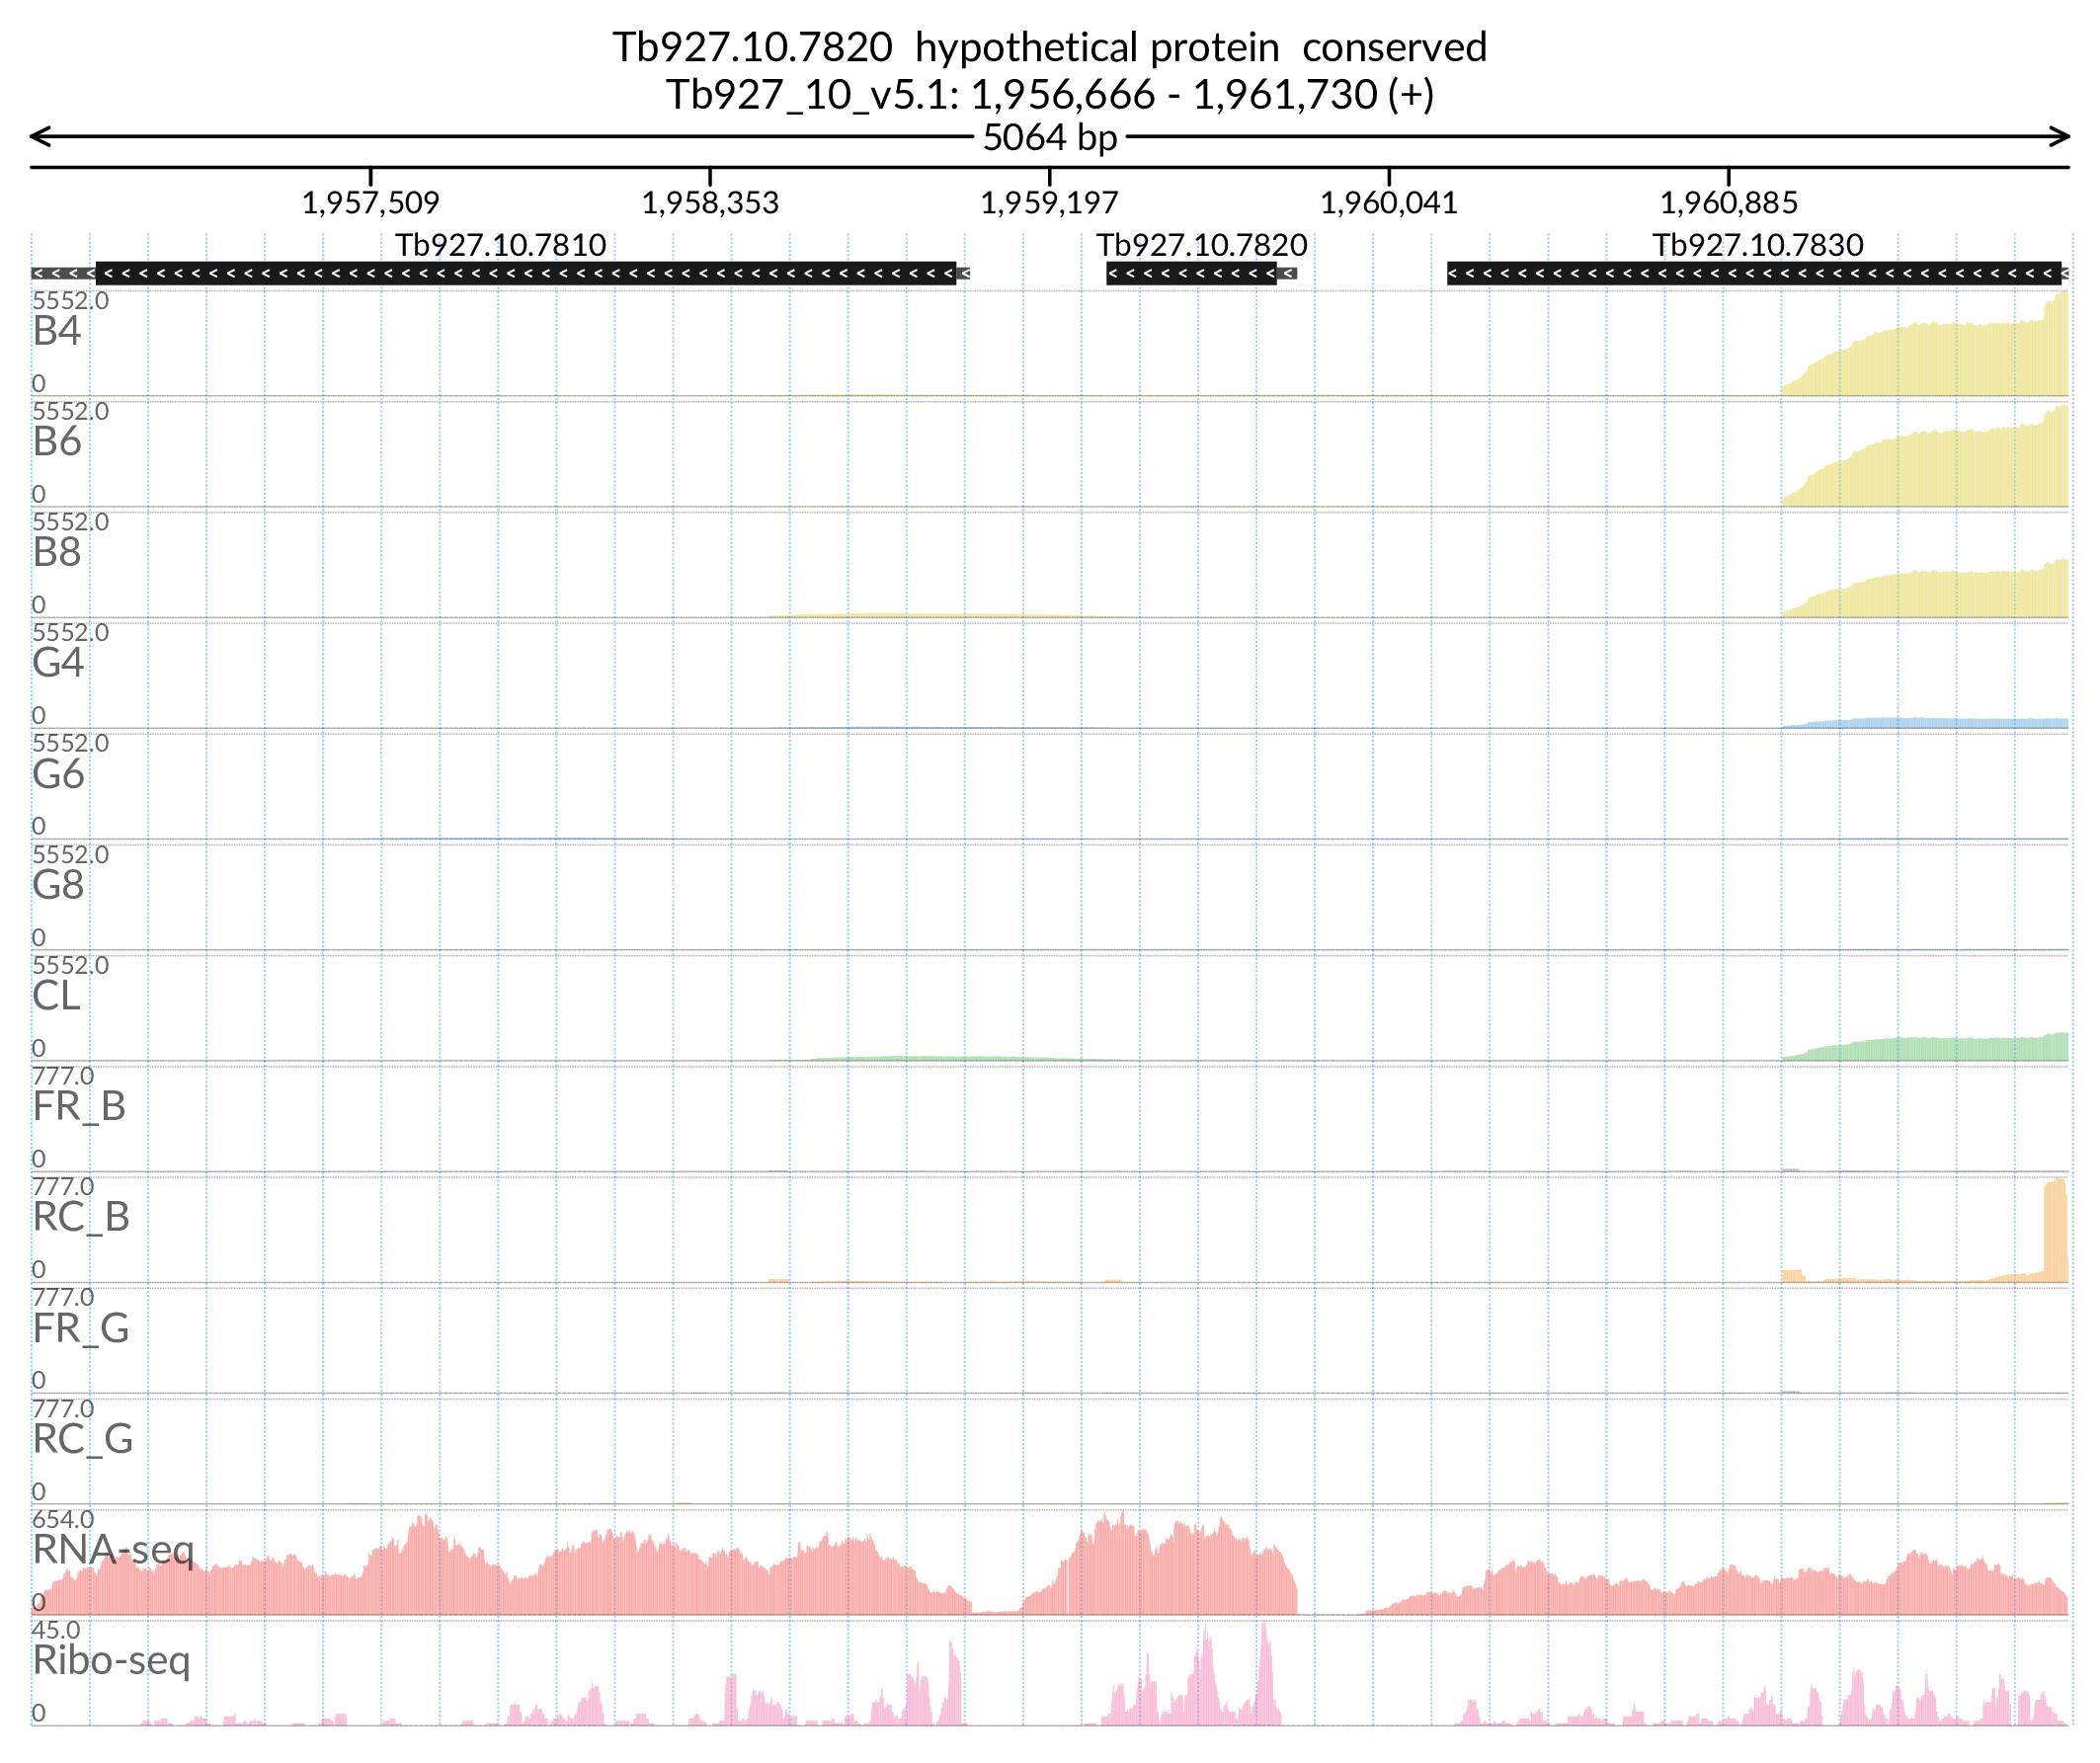 Tb927.10.7820 hypothetical protein conserved
Tb927_10_v5.1: 1,956,666 - 1,961,730 (+)
5064 bp
1,957,509 1,958,353 1,959,197 1,960,041 1,960,885
Tb927.10.7810 Tb927.10.7820 Tb927.10.7830
5552.0
B4
0
5552.0
B6
0
5552.0
B8
0
5552.0
G4
0
5552.0
G6
0
5552.0
G8
0
5552.0
CL
0
777.0
FR_B
0
777.0
RC_B
0
777.0
FR_G
0
777.0
RC_G
0
654.0
RNA-seq
0
45.0
Ribo-seq
0